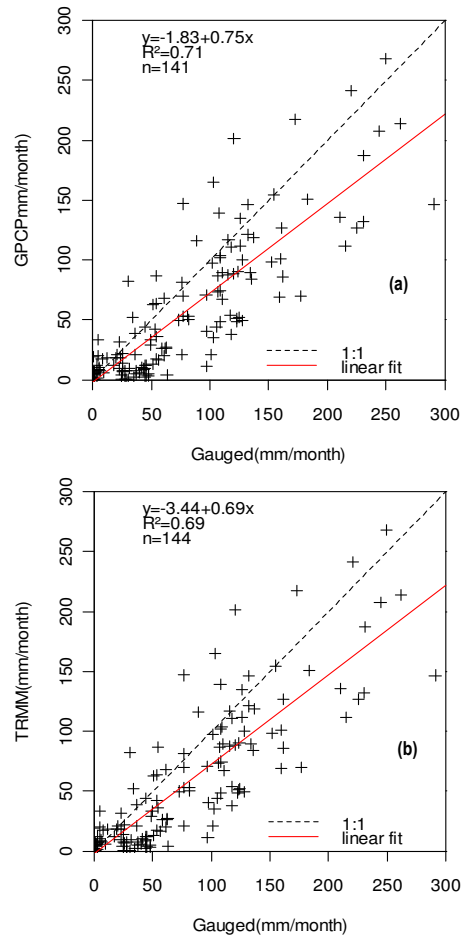 y=-1.83+0.75x
R²=0.71
n=141
300
250
200
150
100
50
0
GPCPmm/month)
(a)
1:1
linear fit
0 50 100 150 200 250 300
Gauged(mm/month)
y=-3.44+0.69x
R²=0.69
n=144
300
250
200
150
100
50
0
TRMM(mm/month)
(b)
1:1
linear fit
0 50 100 150 200 250 300
Gauged(mm/month)